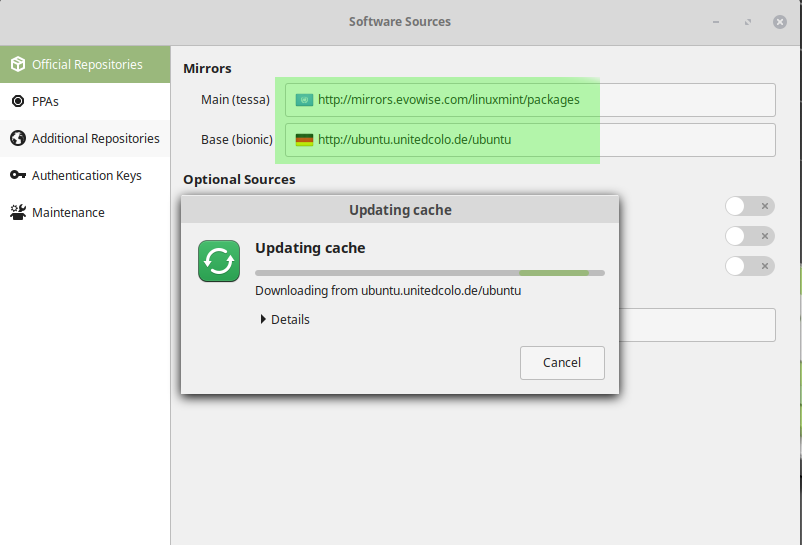 Software Sources
Official Repositories
PPAs
Additional Repositories
Authentication Keys
Maintenance
Mirrors
Main (tessa) http://mirrors.evowise.com/linuxmint/packages
Base (bionic) http://ubuntu.unitedcolo.de/ubuntu
Optional Sources
Updating cache
Updating cache
Downloading from ubuntu.unitedcolo.de/ubuntu
Details
Cancel